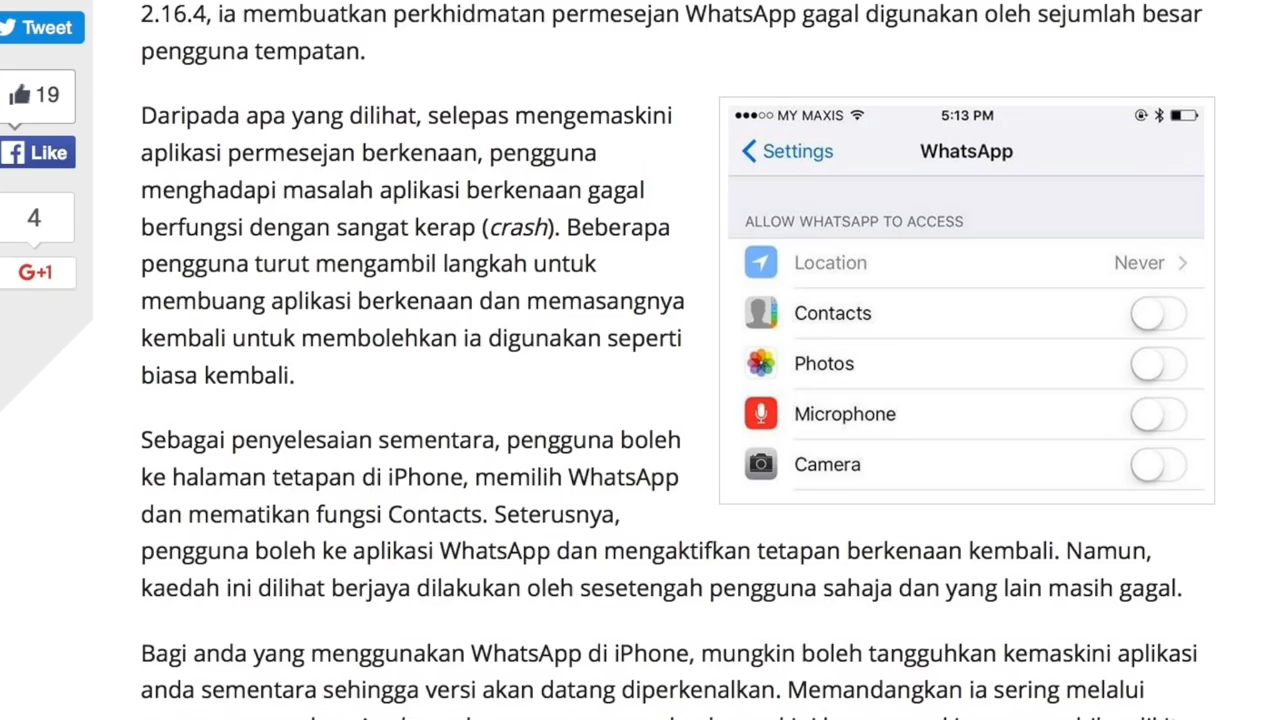 2.16.4, ia membuatkan perkhidmatan permesejan WhatsApp gagal digunakan oleh sejumlah besar
pengguna tempatan.
Tweet
19
Like
4
G+1
Daripada apa yang dilihat, selepas mengemaskini
aplikasi permesejan berkenaan, pengguna
menghadapi masalah aplikasi berkenaan gagal
berfungsi dengan sangat kerap (crash). Beberapa
pengguna turut mengambil langkah untuk
membuang aplikasi berkenaan dan memasangnya
kembali untuk membolehkan ia digunakan seperti
biasa kembali.
MY MAXIS 5:13 PM
Settings WhatsApp
ALLOW WHATSAPP TO ACCESS
Location Never
Contacts
Photos
Microphone
Camera
Sebagai penyelesaian sementara, pengguna boleh
ke halaman tetapan di iPhone, memilih WhatsApp
dan mematikan fungsi Contacts. Seterusnya,
pengguna boleh ke aplikasi WhatsApp dan mengaktifkan tetapan berkenaan kembali. Namun,
kaedah ini dilihat berjaya dilakukan oleh sesetengah pengguna sahaja dan yang lain masih gagal.
Bagi anda yang menggunakan WhatsApp di iPhone, mungkin boleh tangguhkan kemaskini aplikasi
anda sementara sehingga versi akan datang diperkenalkan. Memandangkan ia sering melalui